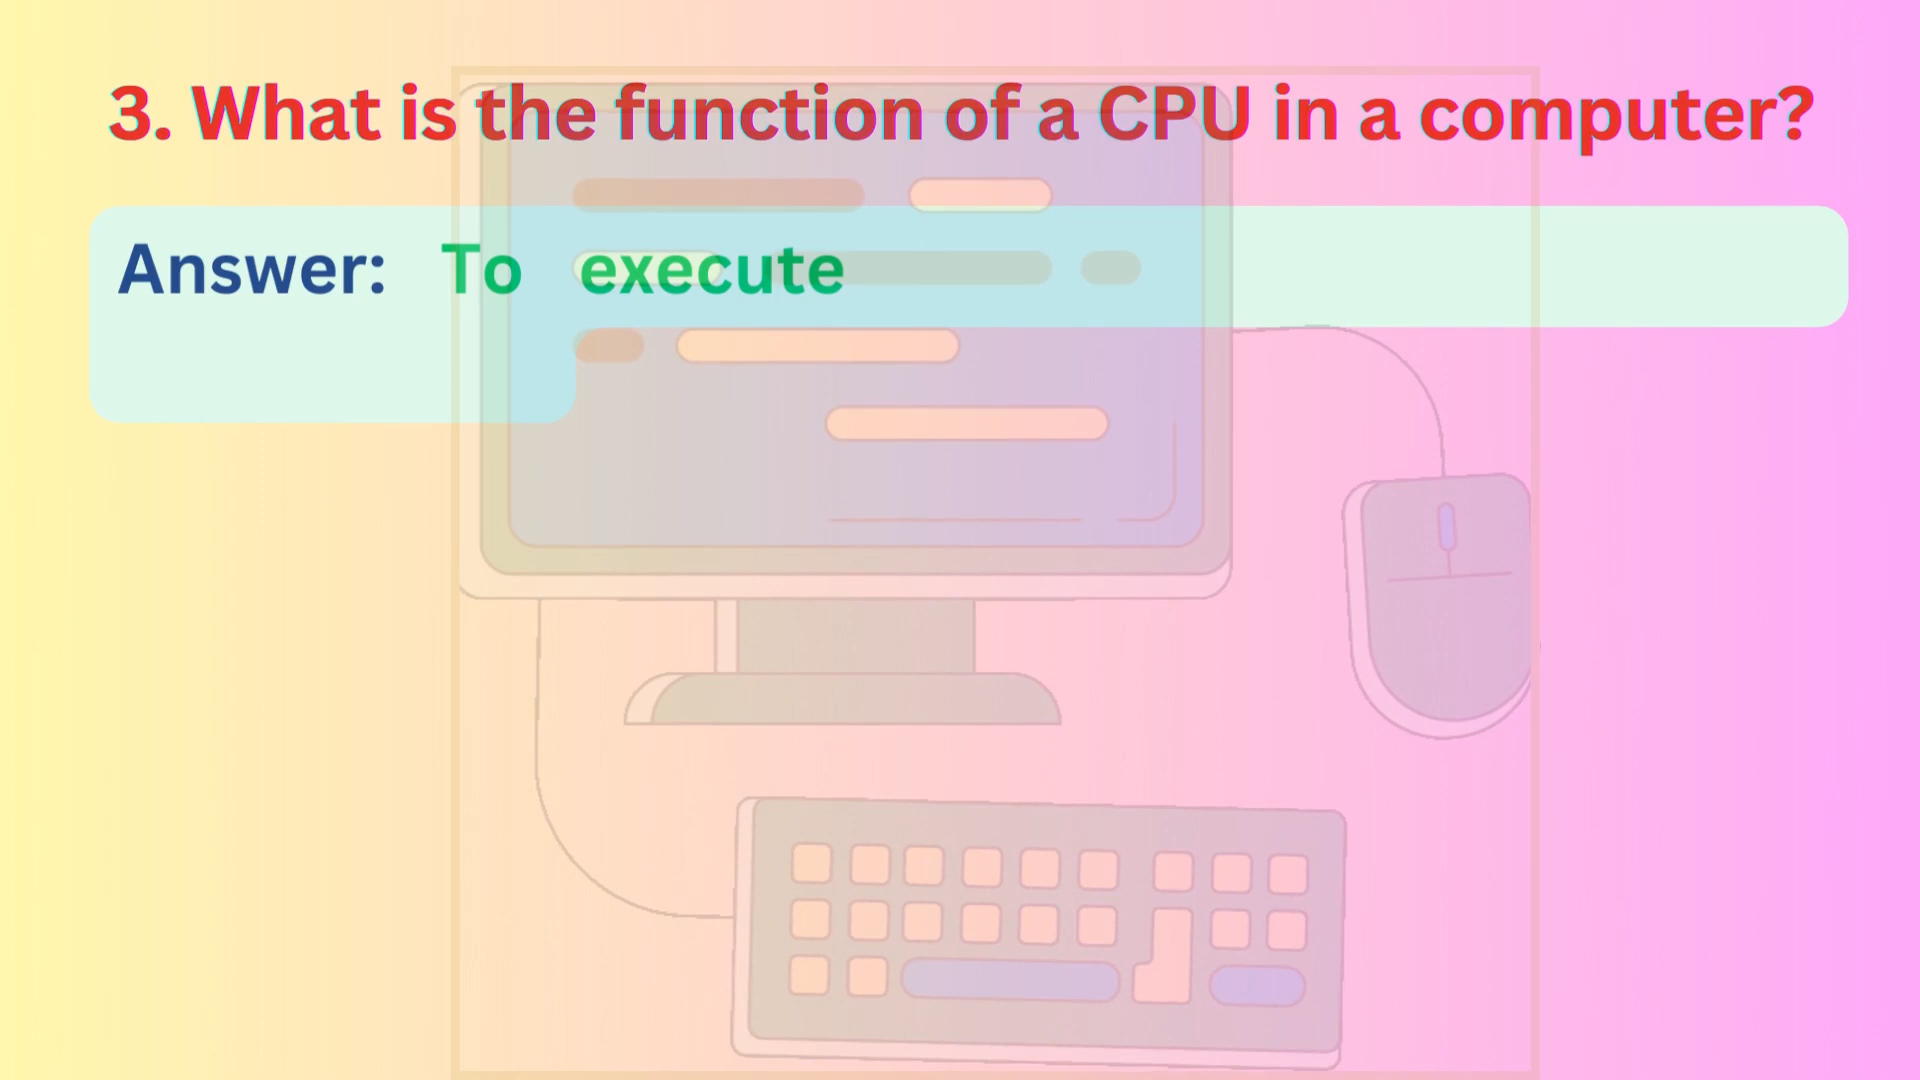 3. What is the function of a CPU in a computer?
Answer: To execute